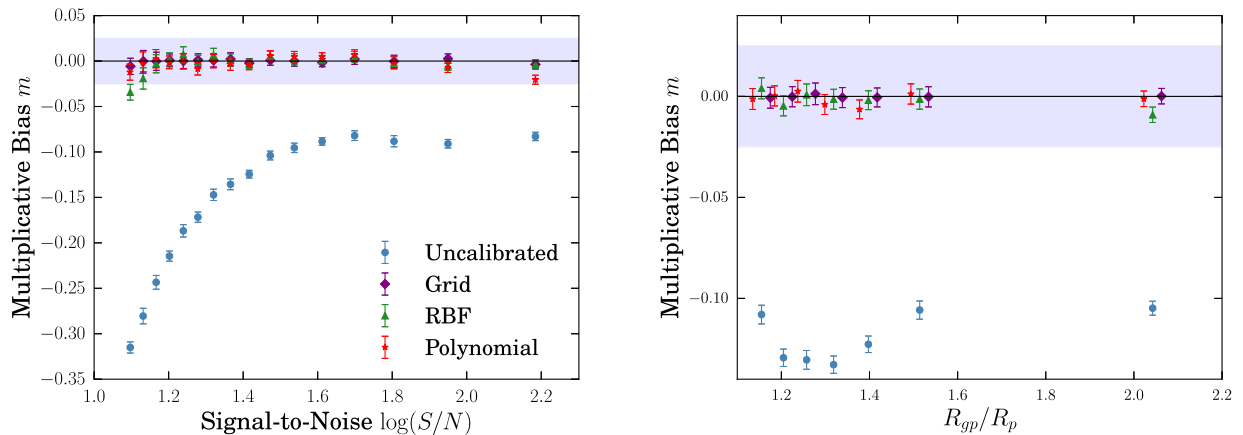 0.05
0.00
−0.05
−0.10
−0.15
−0.20
−0.25
−0.30
−0.35
Multiplicative Bias m
1.0 1.2 1.4 1.6 1.8 2.0 2.2
Signal-to-Noise log(S/N)
Uncalibrated
Grid
RBF
Polynomial
0.00
−0.05
−0.10
Multiplicative Bias m
1.2 1.4 1.6 1.8 2.0 2.2
R_{gp}/R_p